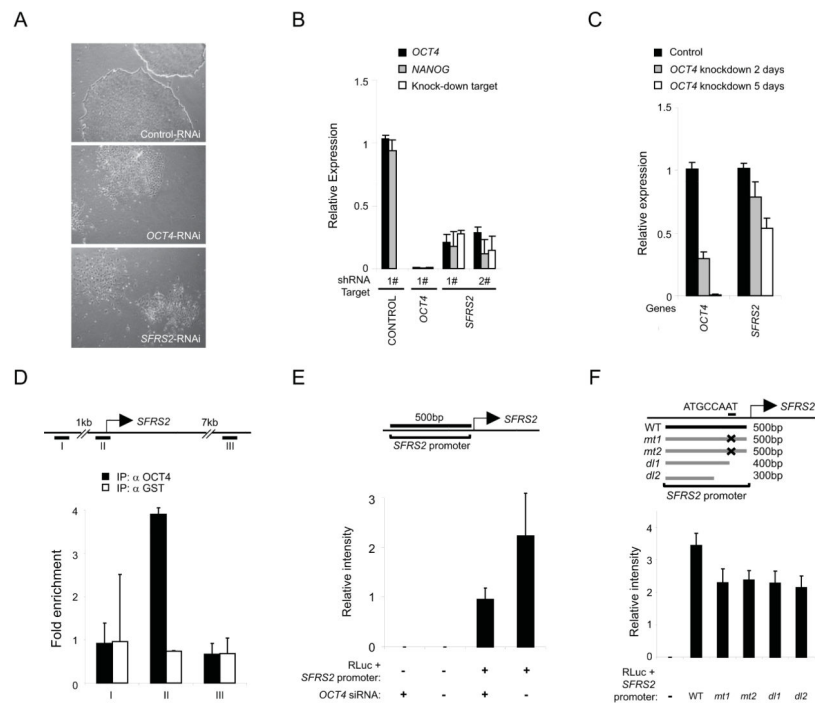 A
Control-RNAi
OCT4-RNAi
SFRS2-RNAi
B
OCT4
NANOG
Knock-down target
Relative Expression
1.5
1
0.5
0
shRNA 1# 1# 1# 2#
Target
CONTROL
OCT4
SFRS2
C
Control
OCT4 knockdown 2 days
OCT4 knockdown 5 days
Relative expression
1.5
1
0.5
0
Genes
OCT4
SFRS2
D
1kb SFRS2 7kb
I II III
IP: α OCT4
IP: α GST
Fold enrichment
4
3
2
1
0
I II III
E
500bp SFRS2
SFRS2 promoter
Relative intensity
3
2
1
0
RLuc +
SFRS2 promoter: - - + +
OCT4 siRNA: + - + -
F
ATGCCAAT SFRS2
WT 500bp
mt1 500bp
mt2 500bp
dl1 400bp
dl2 300bp
SFRS2 promoter
Relative intensity
4
3
2
1
0
RLuc +
SFRS2
promoter: - WT mt1 mt2 dl1 dl2